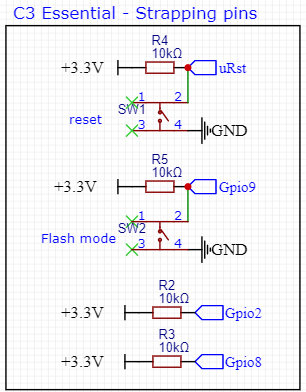 C3 Essential - Strapping pins
R4
10kΩ
+3.3V
uRst
1 2
SW1
reset
3 4
GND
R5
10kΩ
+3.3V
Gpio9
1 2
SW2
Flash mode
3 4
GND
R2
10kΩ
+3.3V
Gpio2
R3
10kΩ
+3.3V
Gpio8